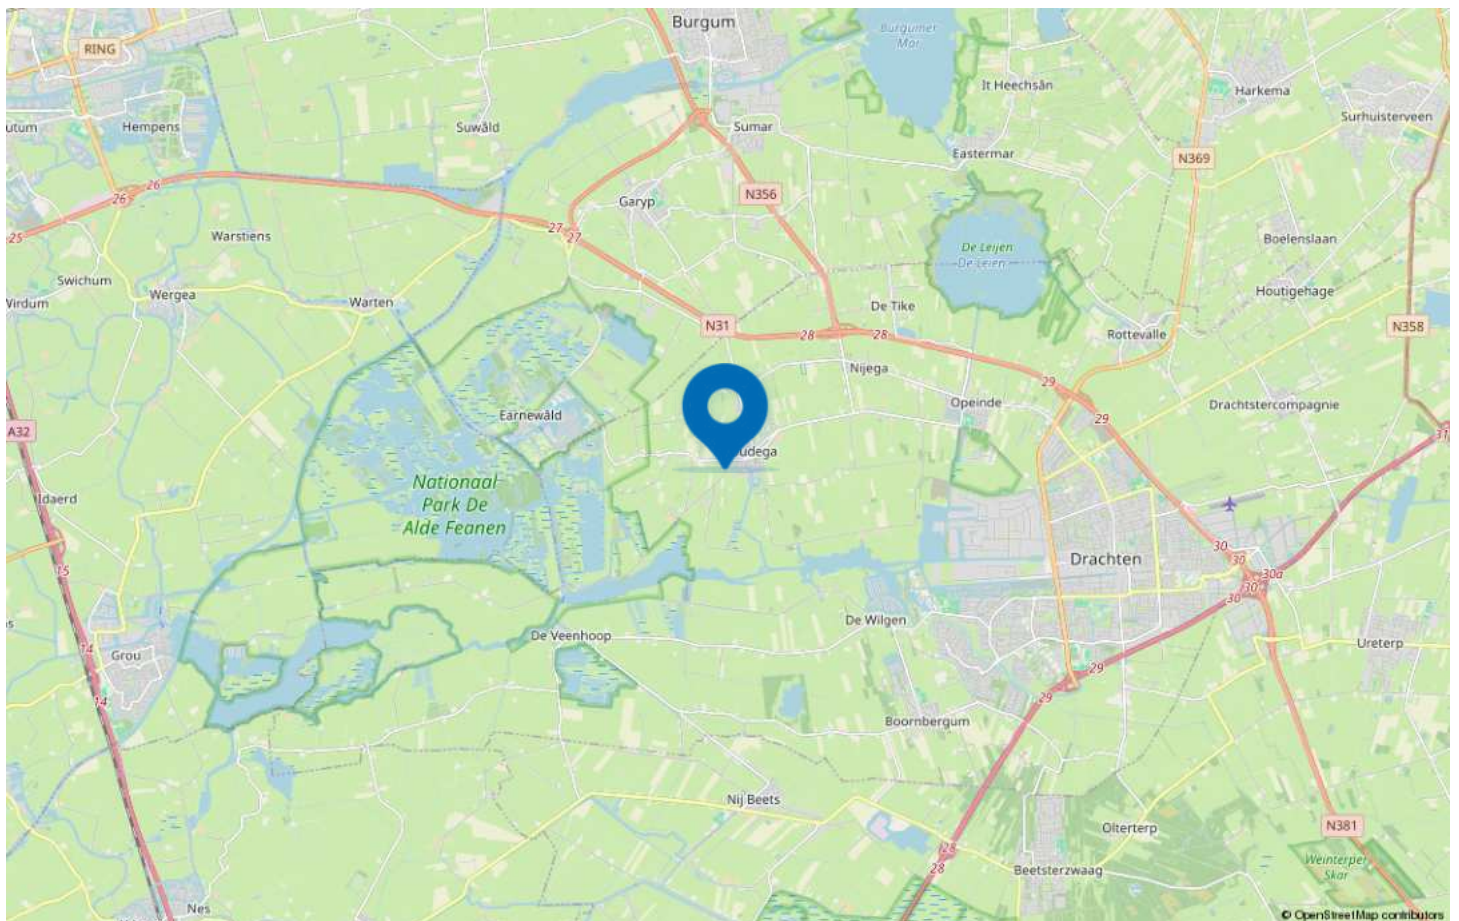 Burgum
Burgumer
Mar
RING
It Heechsân
Harkema
Surhuisterveen
utum
Hempens
Suwâld
Sumar
Eastermar
N369
26
26
N356
Garyp
27
27
25
Warstiens
De Leijen
De Leien
Boelenslaan
Swichum
Wergea
Warten
Wirdum
Houtigehage
De Tike
N31
28
28
Rottevalle
N358
Nijega
29
Opeinde
29
Drachtstercompagnie
Earnewâld
A32
31
udega
Nationaal
Park De
Alde Feanen
Idaerd
15
30
30
30a
30
30
Drachten
De Wilgen
De Veenhoop
14
Grou
Ureterp
29
29
14
Boornbergum
Nij Beets
28
28
Olterterp
N381
Beetsterzwaag
Weinterper
Skar
Nes
© OpenStreetMap contributors